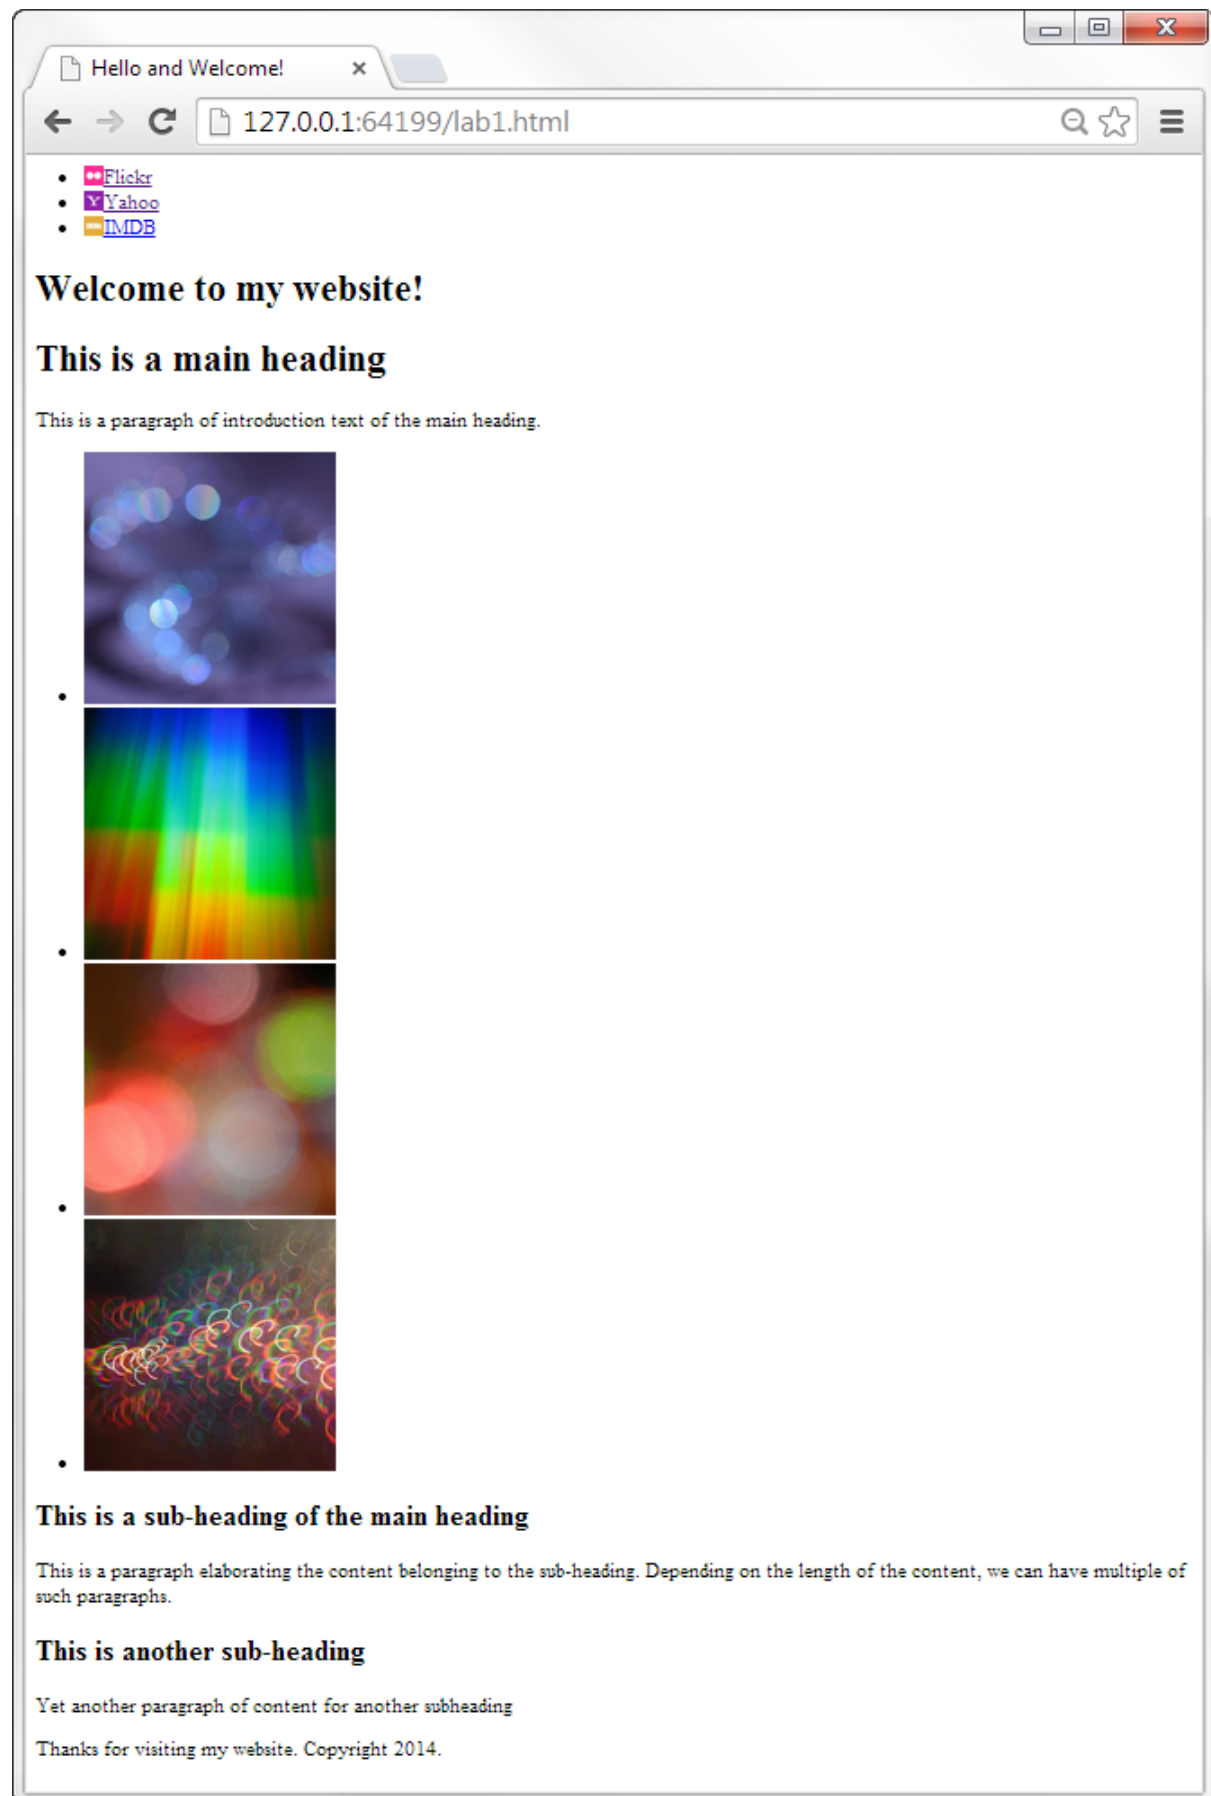 Hello and Welcome!
127.0.0.1:64199/lab1.html
Flickr
Y Yahoo
IMDB
Welcome to my website!
This is a main heading
This is a paragraph of introduction text of the main heading.
This is a sub-heading of the main heading
This is a paragraph elaborating the content belonging to the sub-heading. Depending on the length of the content, we can have multiple of
such paragraphs.
This is another sub-heading
Yet another paragraph of content for another subheading
Thanks for visiting my website. Copyright 2014.